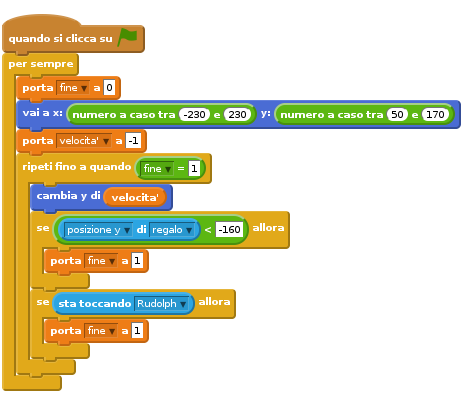 quando si clicca su
per sempre
porta fine a 0
vai a x: numero a caso tra -230 e 230 y: numero a caso tra 50 e 170
porta velocita' a -1
ripeti fino a quando fine = 1
cambia y di velocita'
se posizione y di regalo < -160 allora
porta fine a 1
se sta toccando Rudolph allora
porta fine a 1